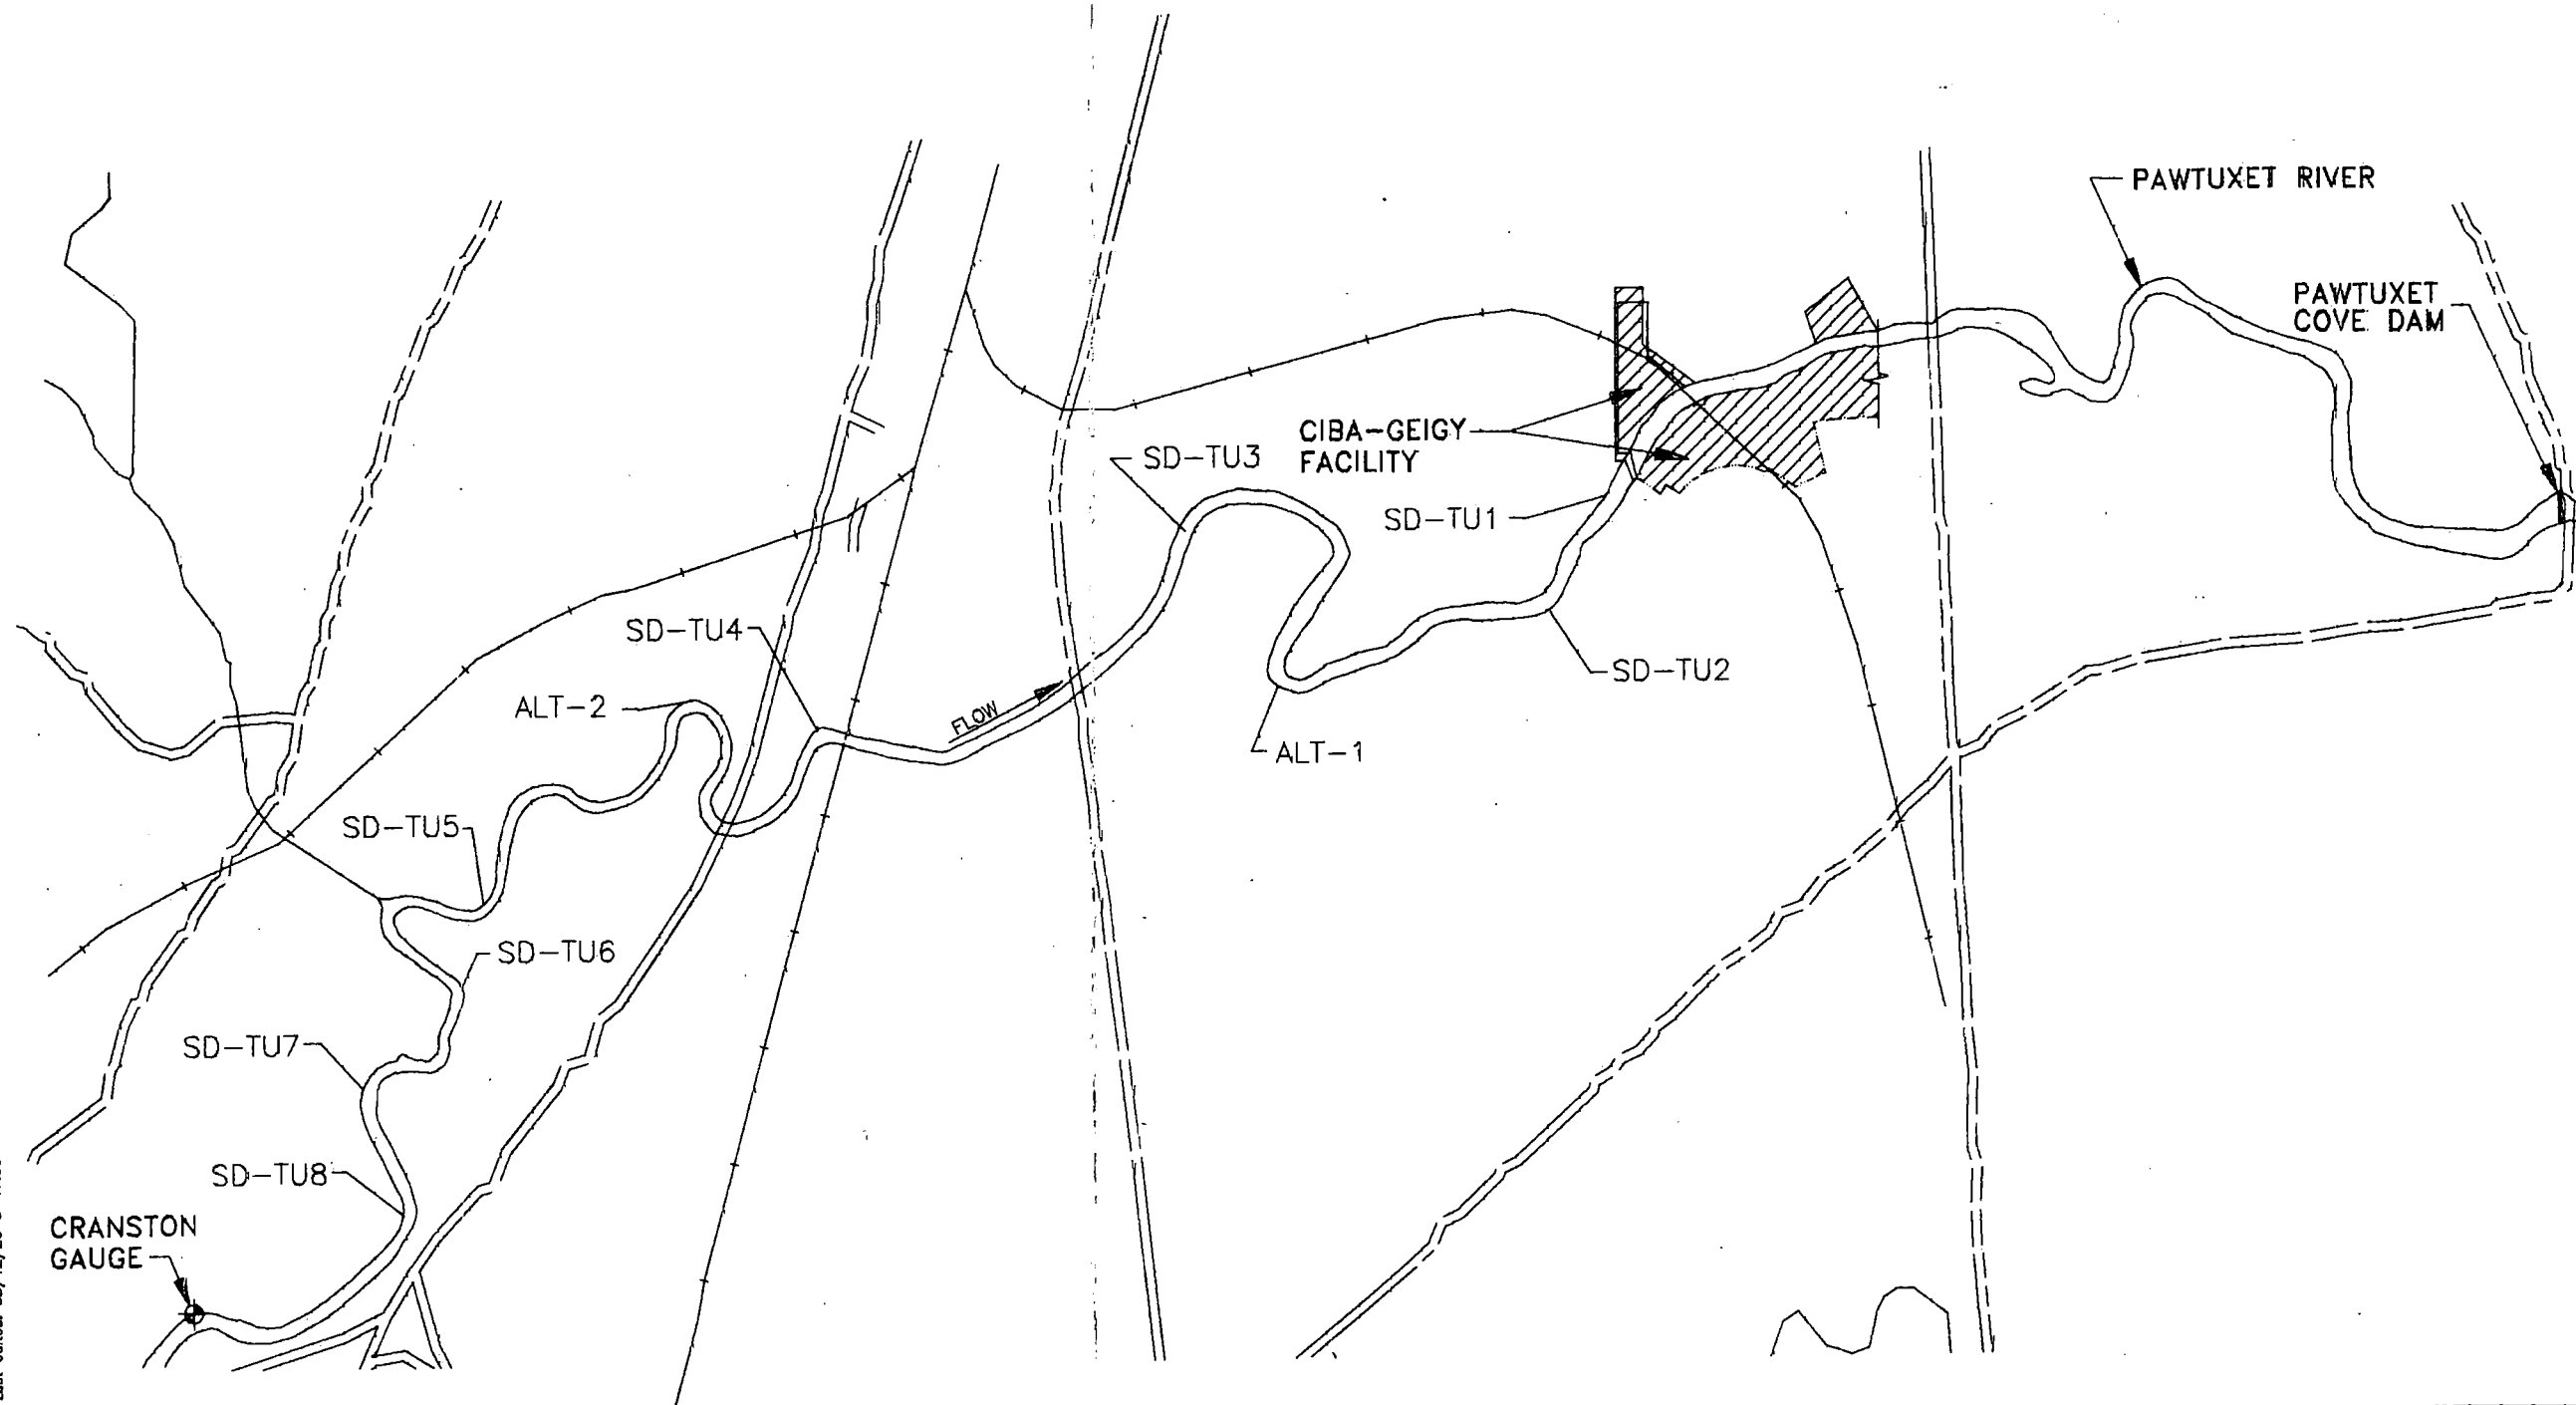 PAWTUXET RIVER
PAWTUXET
COVE DAM
CIBA-GEIGY
FACILITY
SD-TU3
SD-TU1
SD-TU4
SD-TU2
ALT-2
FLOW
ALT-1
SD-TU5
SD-TU6
SD-TU7
SD-TU8
CRANSTON
GAUGE